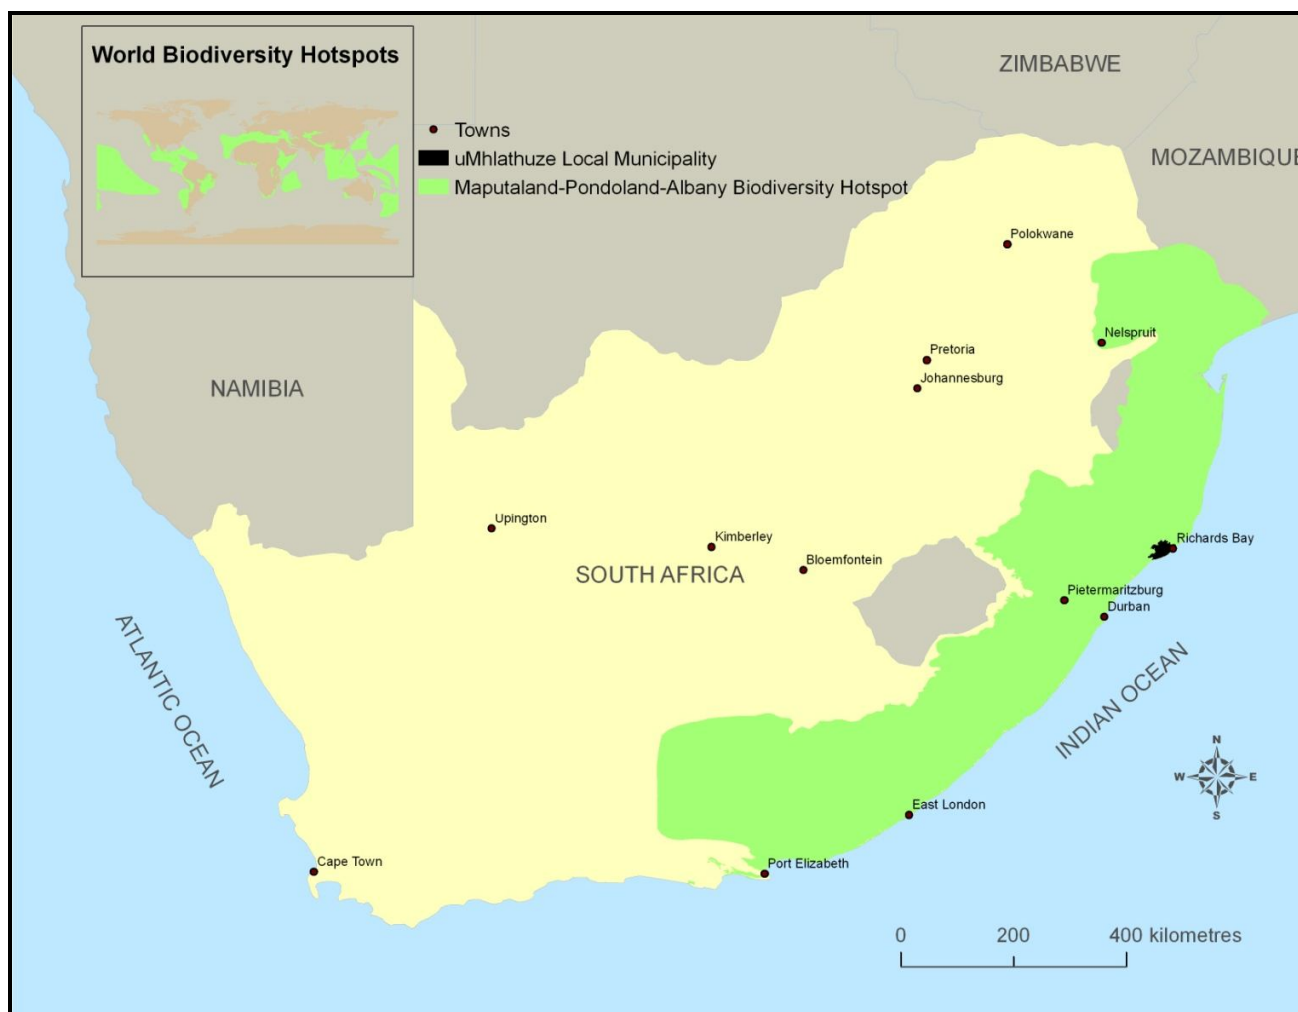 World Biodiversity Hotspots
Towns
uMhlathuze Local Municipality
Maputaland-Pondoland-Albany Biodiversity Hotspot
ZIMBABWE
MOZAMBIQUE
Polokwane
Nelspruit
Pretoria
Johannesburg
NAMIBIA
Upington
Kimberley
Bloemfontein
SOUTH AFRICA
Richards Bay
Pietermaritzburg
Durban
ATLANTIC OCEAN
INDIAN OCEAN
N
W E
S
East London
Port Elizabeth
Cape Town
0 200 400 kilometres